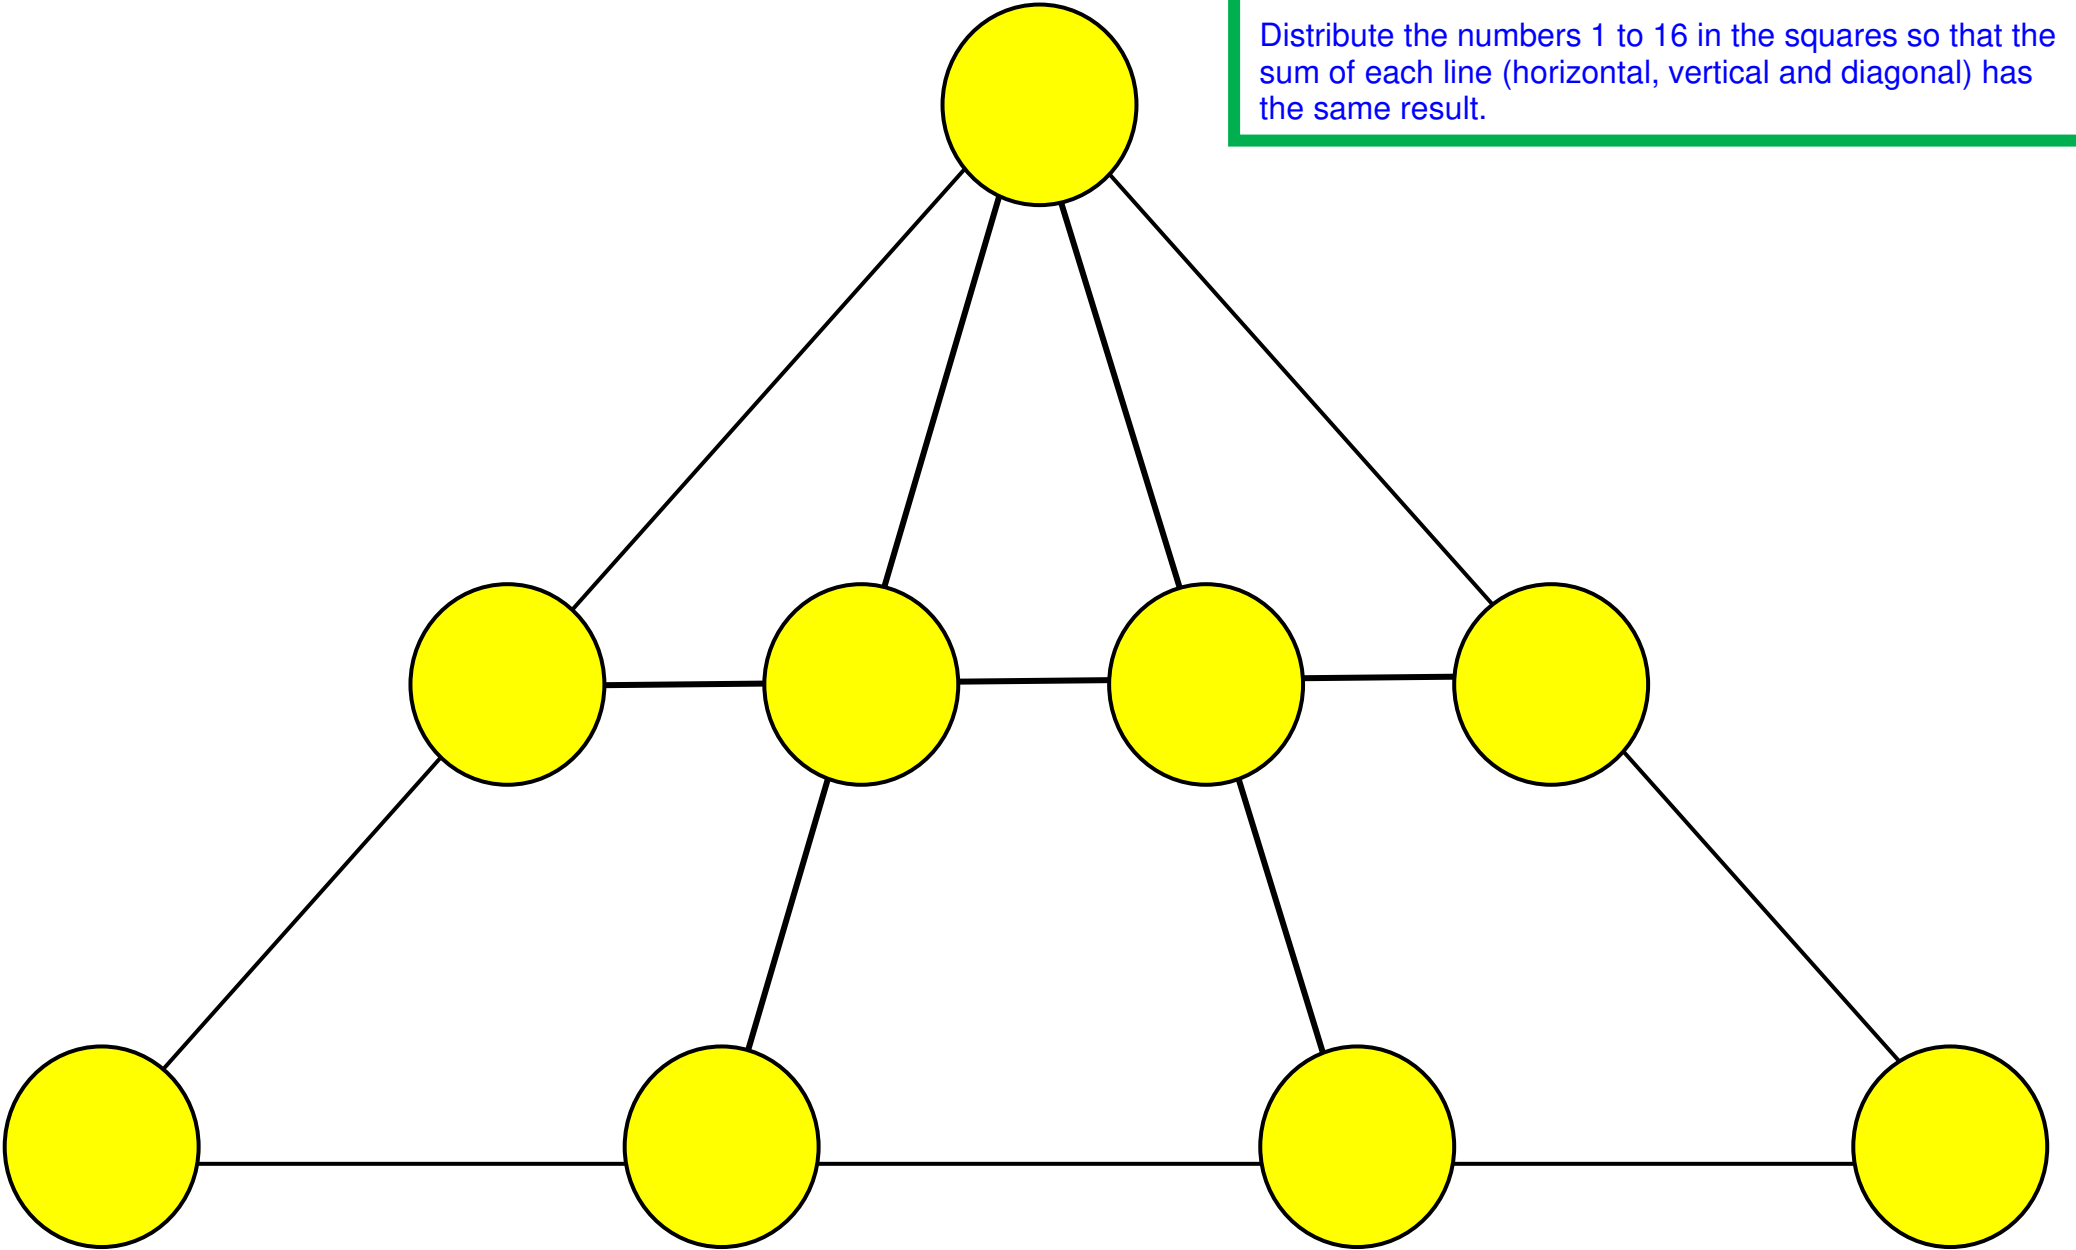 Distribute the numbers 1 to 16 in the squares so that the
sum of each line (horizontal, vertical and diagonal) has
the same result.